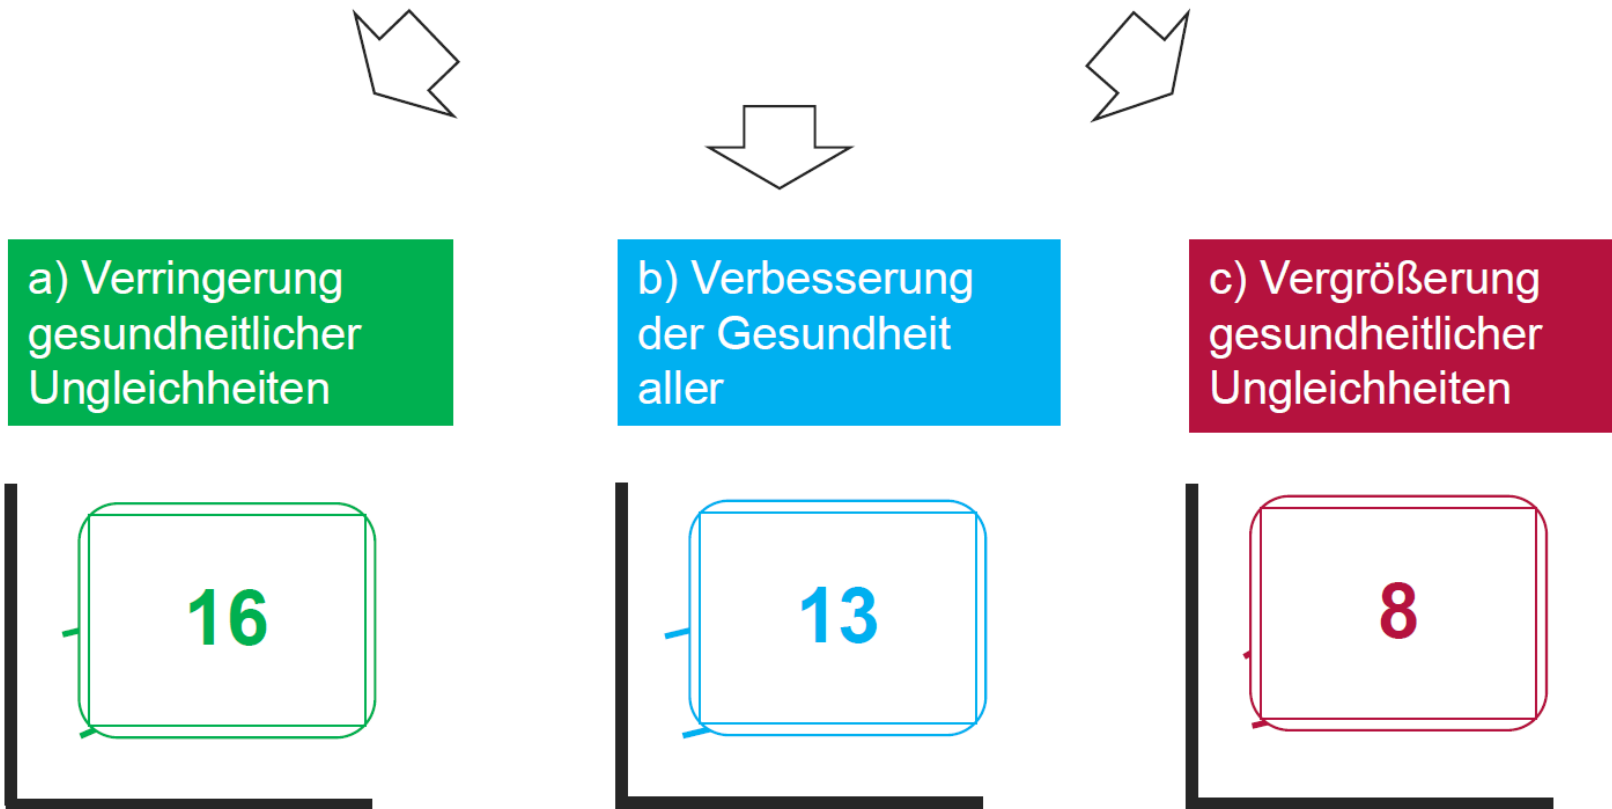 a) Verringerung
gesundheitlicher
Ungleichheiten
b) Verbesserung
der Gesundheit
aller
c) Vergrößerung
gesundheitlicher
Ungleichheiten
16
13
8